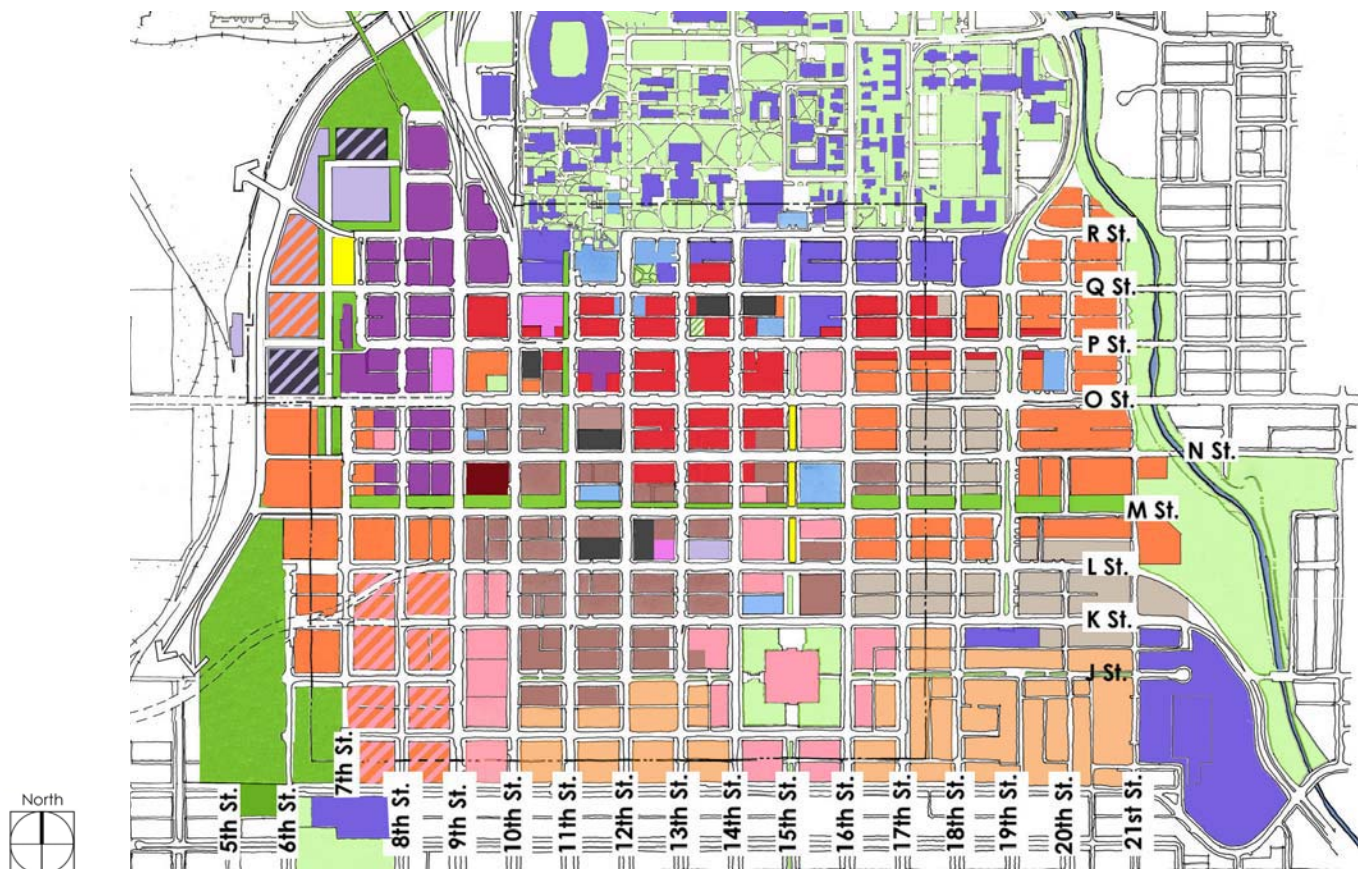 R St.
Q St.
P St.
O St.
N St.
M St.
L St.
K St.
J St.
North
5th St.
6th St.
7th St.
8th St.
9th St.
10th St.
11th St.
12th St.
13th St.
14th St.
15th St.
16th St.
17th St.
18th St.
19th St.
20th St.
21st St.